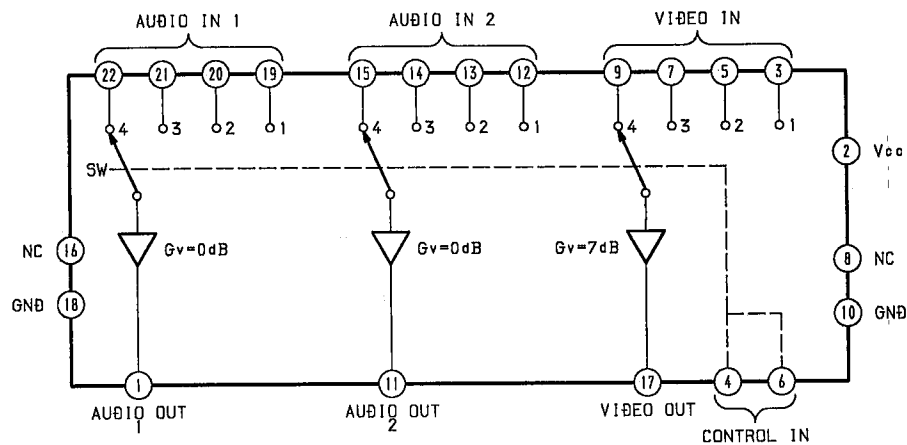 AUDIO IN 1
AUDIO IN 2
VIDEO IN
22 21 20 19
15 14 13 12
9 7 5 3
4 3 2 1
4 3 2 1
4 3 2 1
2 Vcc
SW
Gv=0dB
Gv=0dB
Gv=7dB
NC 16
8 NC
GND 18
10 GND
1
11
17
4 6
AUDIO OUT
1
AUDIO OUT
2
VIDEO OUT
CONTROL IN